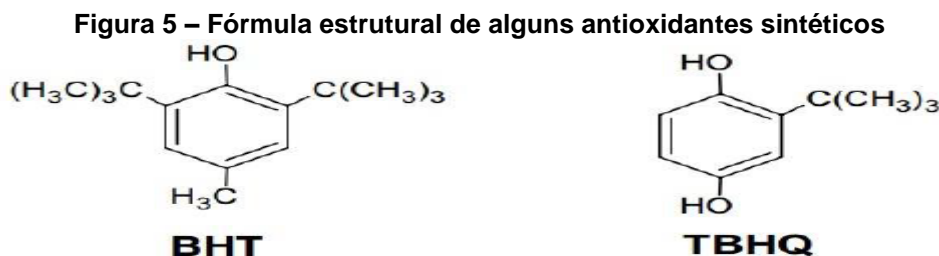 Figura 5 – Fórmula estrutural de alguns antioxidantes sintéticos
HO
(H₃C)₃C
C(CH₃)₃
H₃C
BHT
HO
C(CH₃)₃
HO
TBHQ